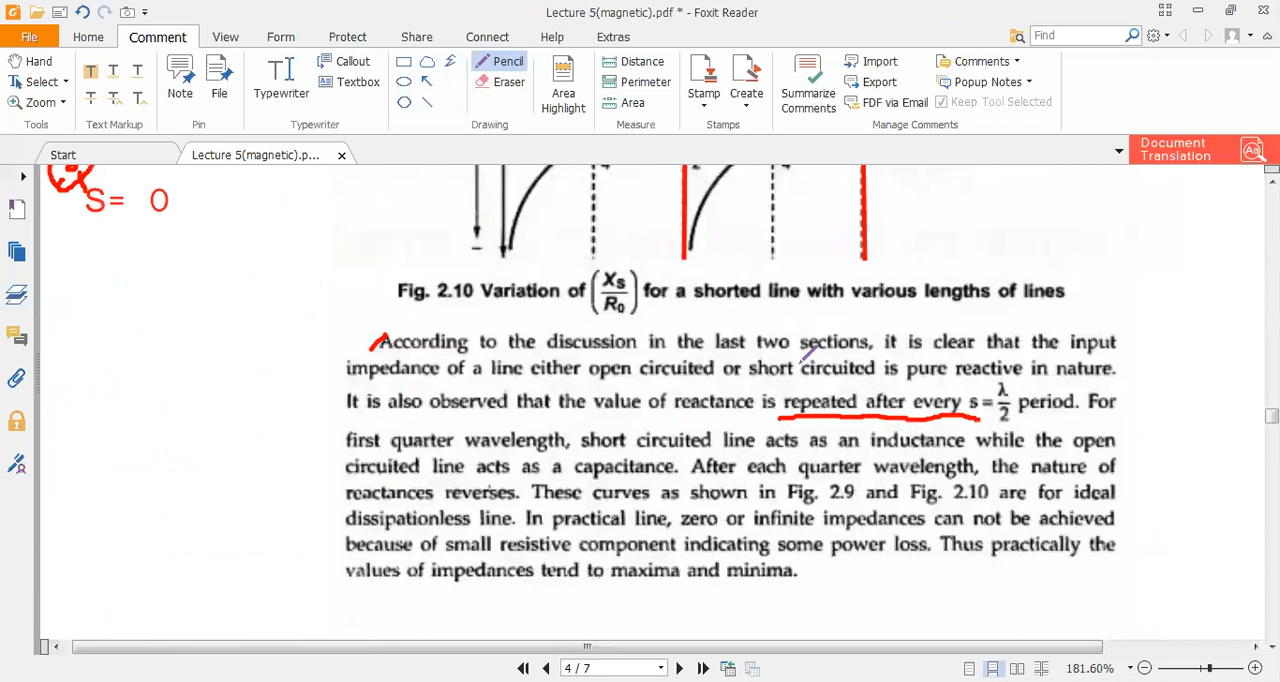 Lecture 5(magnetic).pdf * - Foxit Reader
File Home Comment View Form Protect Share Connect Help Extras Find
Hand Select Zoom Tools
Text Markup
Note File Pin
Typewriter Callout Textbox Typewriter
Pencil Eraser Area Highlight Drawing
Distance Perimeter Area Measure
Stamp Create Stamps
Summarize Comments Import Export FDF via Email Comments Popup Notes Keep Tool Selected Manage Comments
Start Lecture 5(magnetic).p... Document Translation
S= 0
−
Fig. 2.10 Variation of (XS/R0) for a shorted line with various lengths of lines
According to the discussion in the last two sections, it is clear that the input
impedance of a line either open circuited or short circuited is pure reactive in nature.
It is also observed that the value of reactance is repeated after every s = λ/2 period. For
first quarter wavelength, short circuited line acts as an inductance while the open
circuited line acts as a capacitance. After each quarter wavelength, the nature of
reactances reverses. These curves as shown in Fig. 2.9 and Fig. 2.10 are for ideal
dissipationless line. In practical line, zero or infinite impedances can not be achieved
because of small resistive component indicating some power loss. Thus practically the
values of impedances tend to maxima and minima.
4 / 7 181.60%